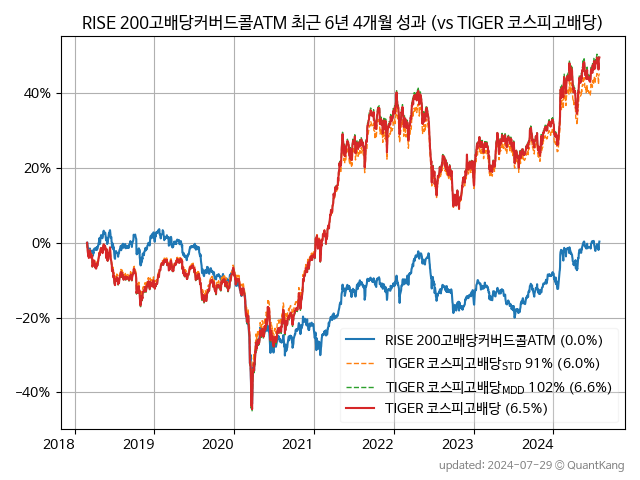 RISE 200고배당커버드콜ATM 최근 6년 4개월 성과 (vs TIGER 코스피고배당)
40%
20%
0%
−20%
−40%
RISE 200고배당커버드콜ATM (0.0%)
TIGER 코스피고배당STD 91% (6.0%)
TIGER 코스피고배당MDD 102% (6.6%)
TIGER 코스피고배당 (6.5%)
2018 2019 2020 2021 2022 2023 2024
updated: 2024-07-29 © QuantKang